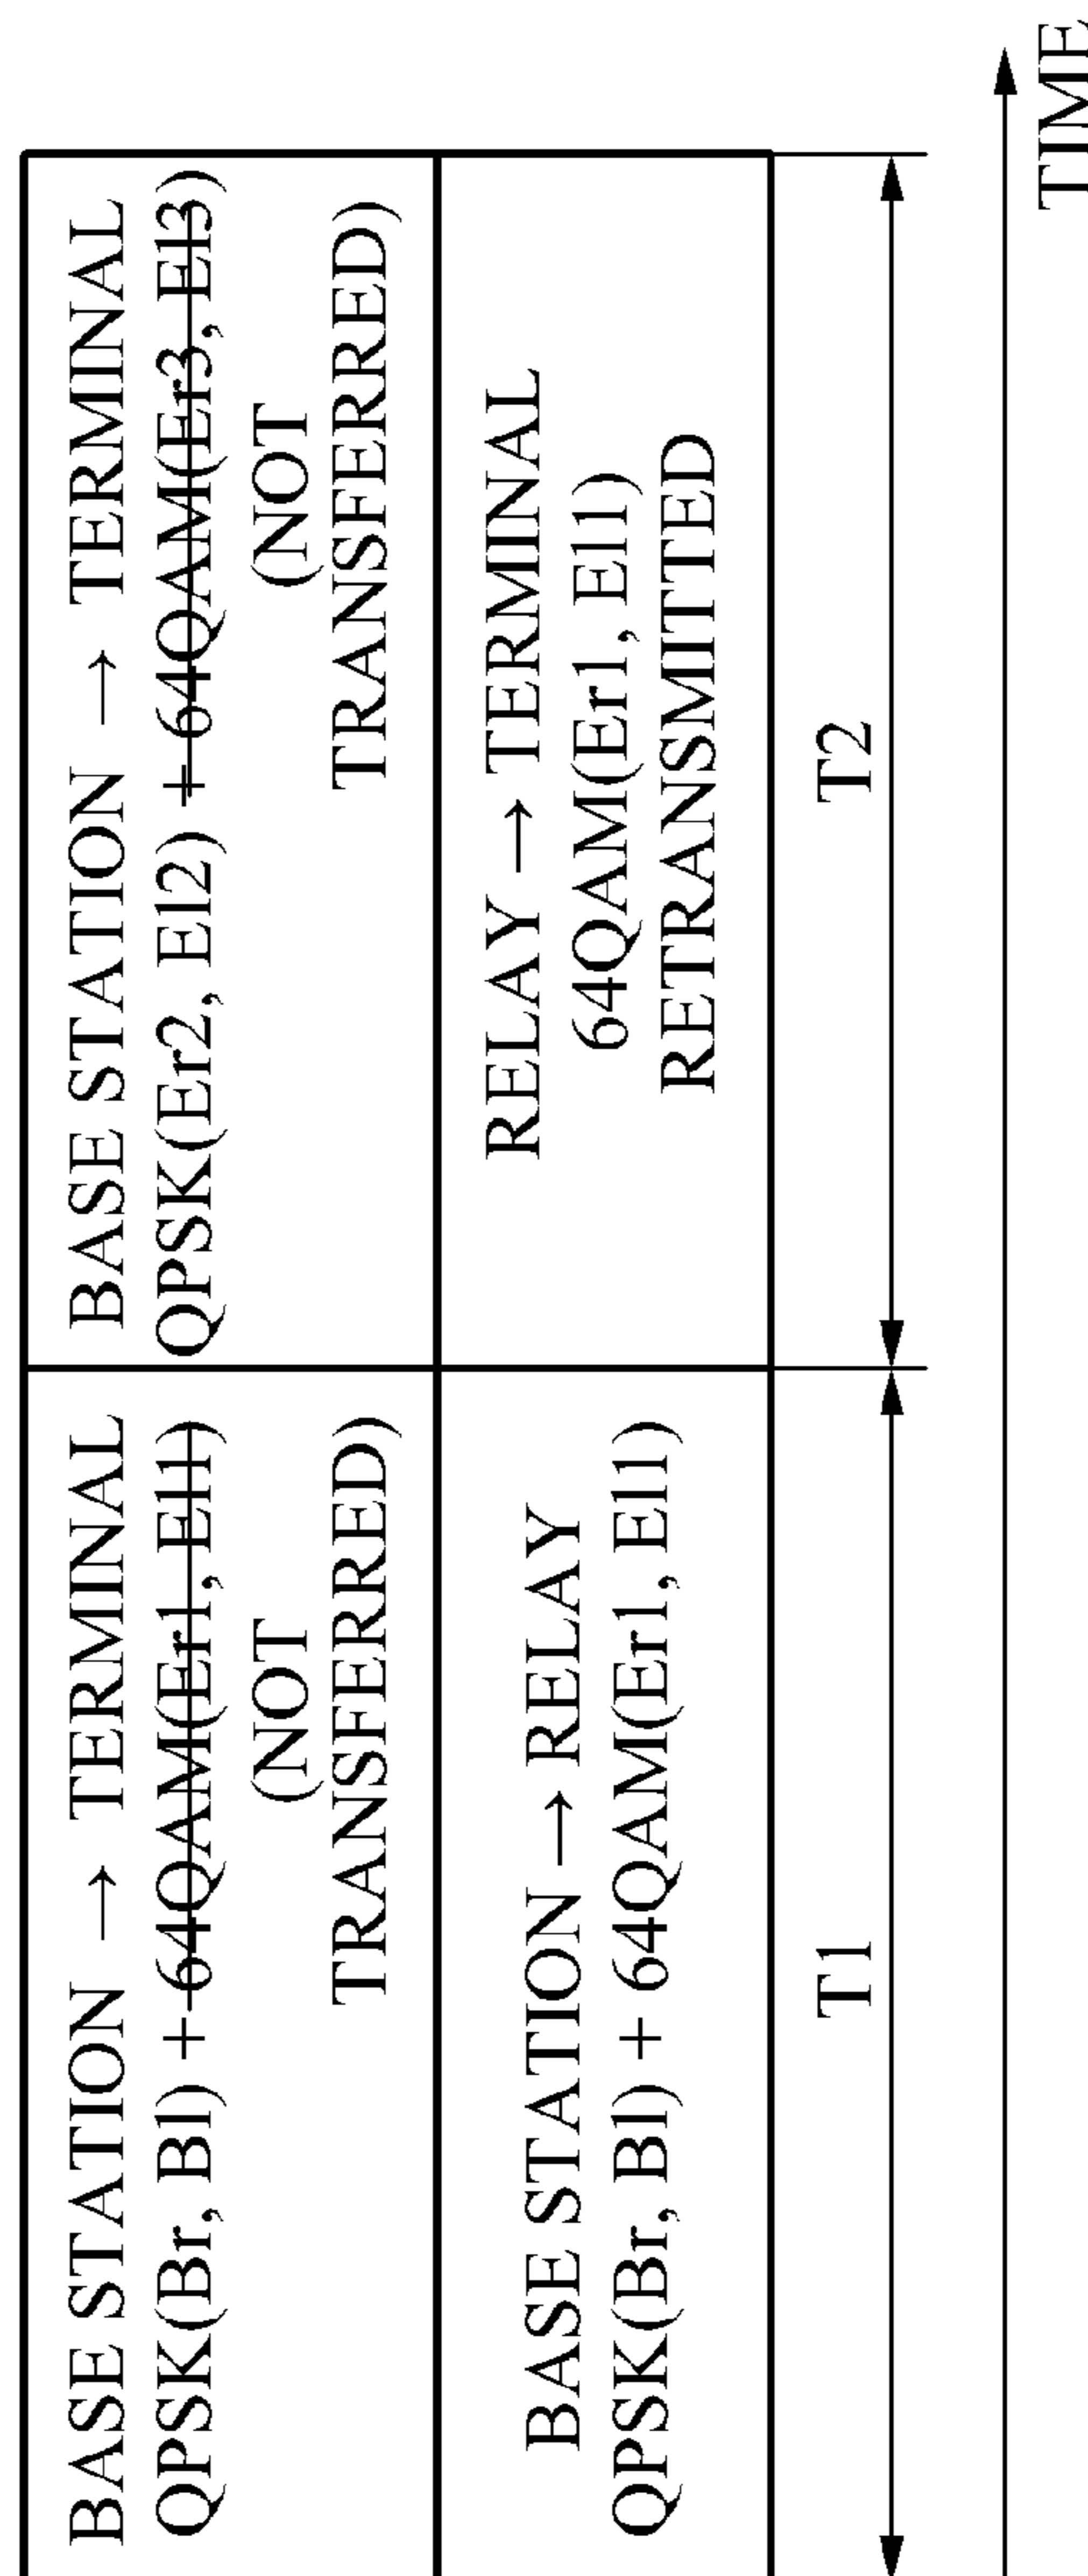 BASE STATION → TERMINAL
QPSK(Br, Bl) + 64QAM(Er1, El1)
(NOT
TRANSFERRED)
BASE STATION → TERMINAL
QPSK(Er2, El2) + 64QAM(Er3, El3)
(NOT
TRANSFERRED)
BASE STATION → RELAY
QPSK(Br, Bl) + 64QAM(Er1, El1)
RELAY → TERMINAL
64QAM(Er1, El1)
RETRANSMITTED
T1
T2
TIME